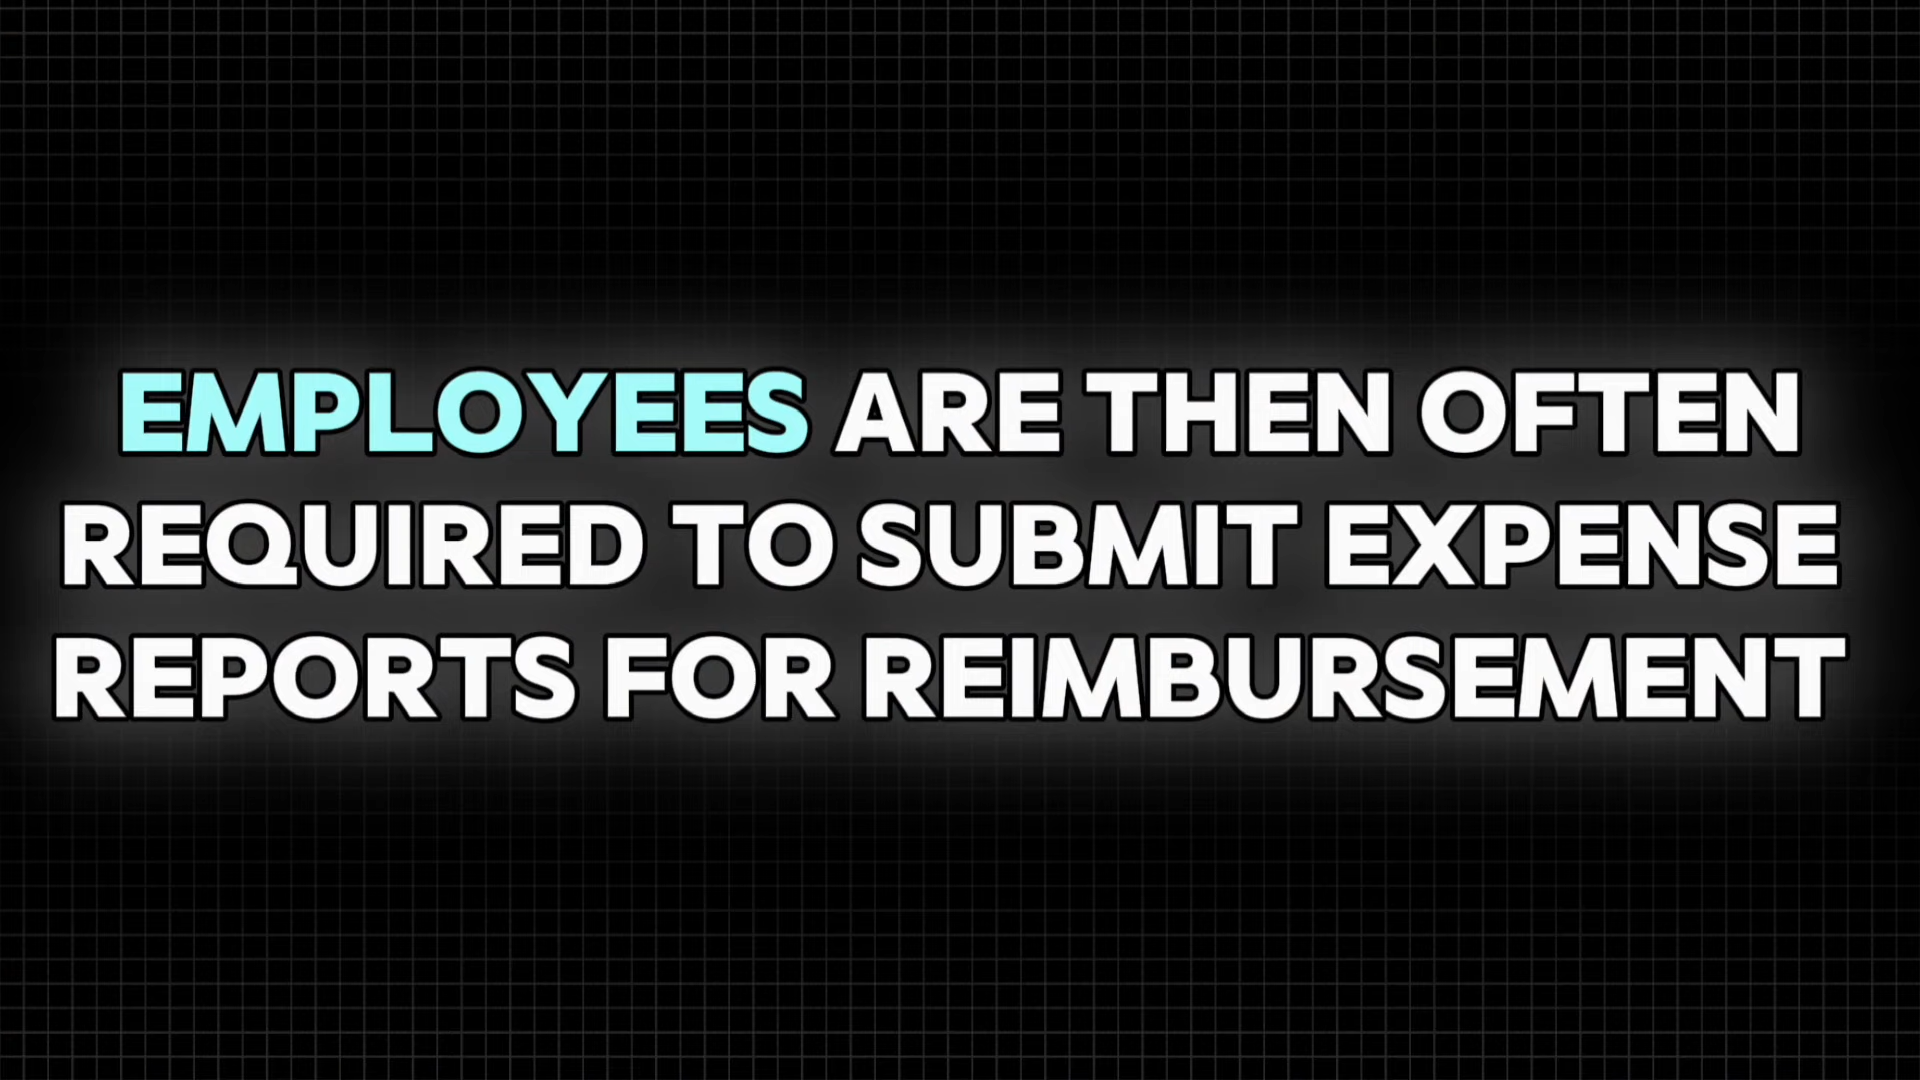 EMPLOYEES ARE THEN OFTEN
REQUIRED TO SUBMIT EXPENSE
REPORTS FOR REIMBURSEMENT